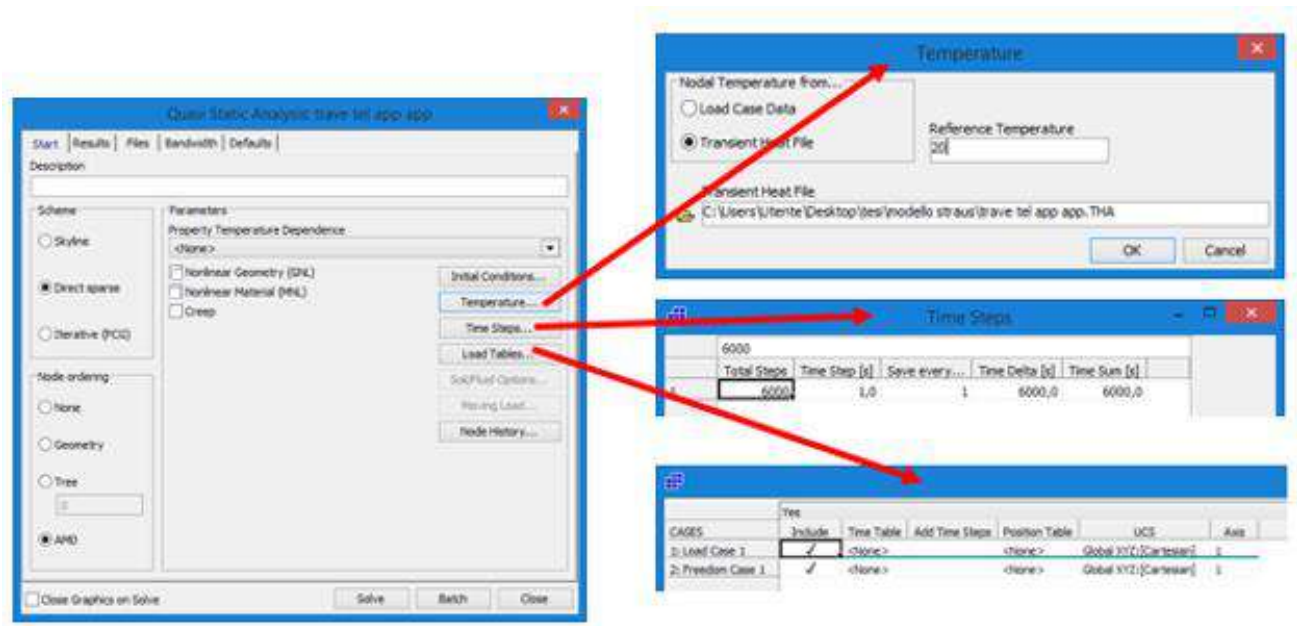 Quasi Static Analysis trave tel app app
Start Results Files Bandwidth Defaults
Description
Scheme
Skyline
Direct sparse
Iterative (PCG)
Node ordering
None
Geometry
Tree
AMD
Parameters
Property Temperature Dependence
<None>
Nonlinear Geometry (GNL)
Nonlinear Material (MNL)
Creep
Initial Conditions...
Temperature...
Time Steps...
Load Tables...
Soil/Fluid Options...
Moving Load...
Node History...
Close Graphics on Solve
Solve Batch Close
Temperature
Nodal Temperature from...
Load Case Data
Transient Heat File
Reference Temperature
20
Transient Heat File
C:\Users\Utente\Desktop\tesi\modello straus\trave tel app app.THA
OK Cancel
Time Steps
6000
Total Steps Time Step [s] Save every... Time Delta [s] Time Sum [s]
6000 1,0 1 6000,0 6000,0
Yes
CASES Include Time Table Add Time Steps Position Table UCS Axis
1: Load Case 1 ✓ <None> <None> Global XYZ:[Cartesian] 1
2: Freedom Case 1 ✓ <None> <None> Global XYZ:[Cartesian] 1